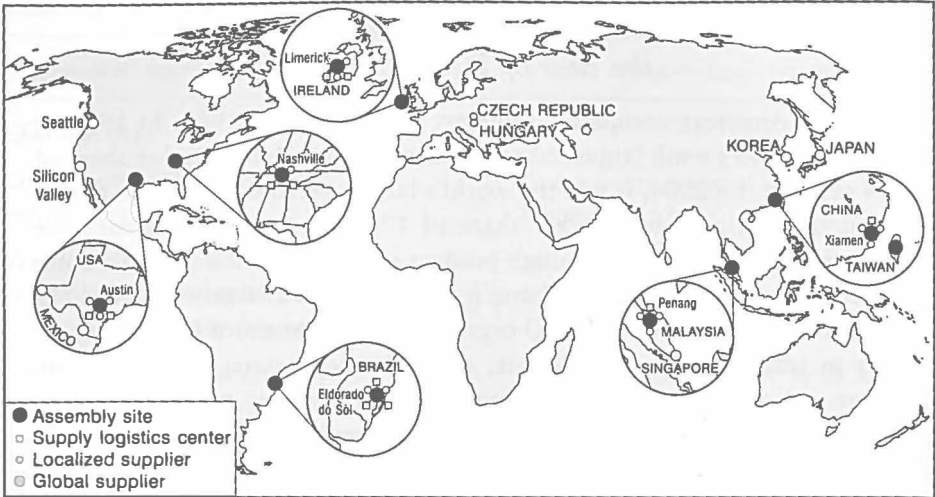 Limerick
IRELAND
CZECH REPUBLIC
HUNGARY
Seattle
Nashville
KOREA
JAPAN
Silicon
Valley
CHINA
Xiamen
TAIWAN
USA
Austin
MEXICO
Penang
MALAYSIA
SINGAPORE
BRAZIL
Eldorado
do Sol
Assembly site
Supply logistics center
Localized supplier
Global supplier